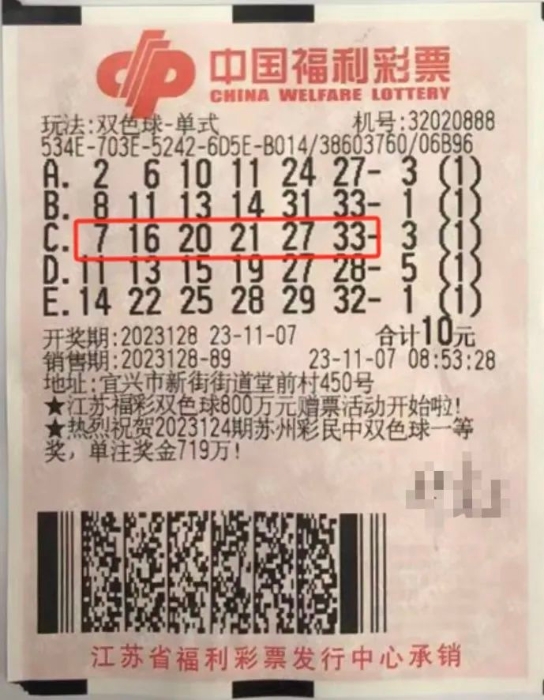 中国福利彩票
CHINA WELFARE LOTTERY
玩法:双色球-单式 机号:32020888
534E-703E-5242-6D5E-B014/38603760/06B96
A. 2 6 10 11 24 27- 3 (1)
B. 8 11 13 14 31 33- 1 (1)
C. 7 16 20 21 27 33- 3 (1)
D. 11 13 15 19 27 28- 5 (1)
E. 14 22 25 28 29 32- 1 (1)
开奖期:2023128 23-11-07 合计10元
销售期:2023128-89 23-11-07 08:53:28
地址:宜兴市新街街道堂前村450号
★江苏福彩双色球800万元赠票活动开始啦!
★热烈祝贺2023124期苏州彩民中双色球一等
奖,单注奖金719万!
江苏省福利彩票发行中心承销